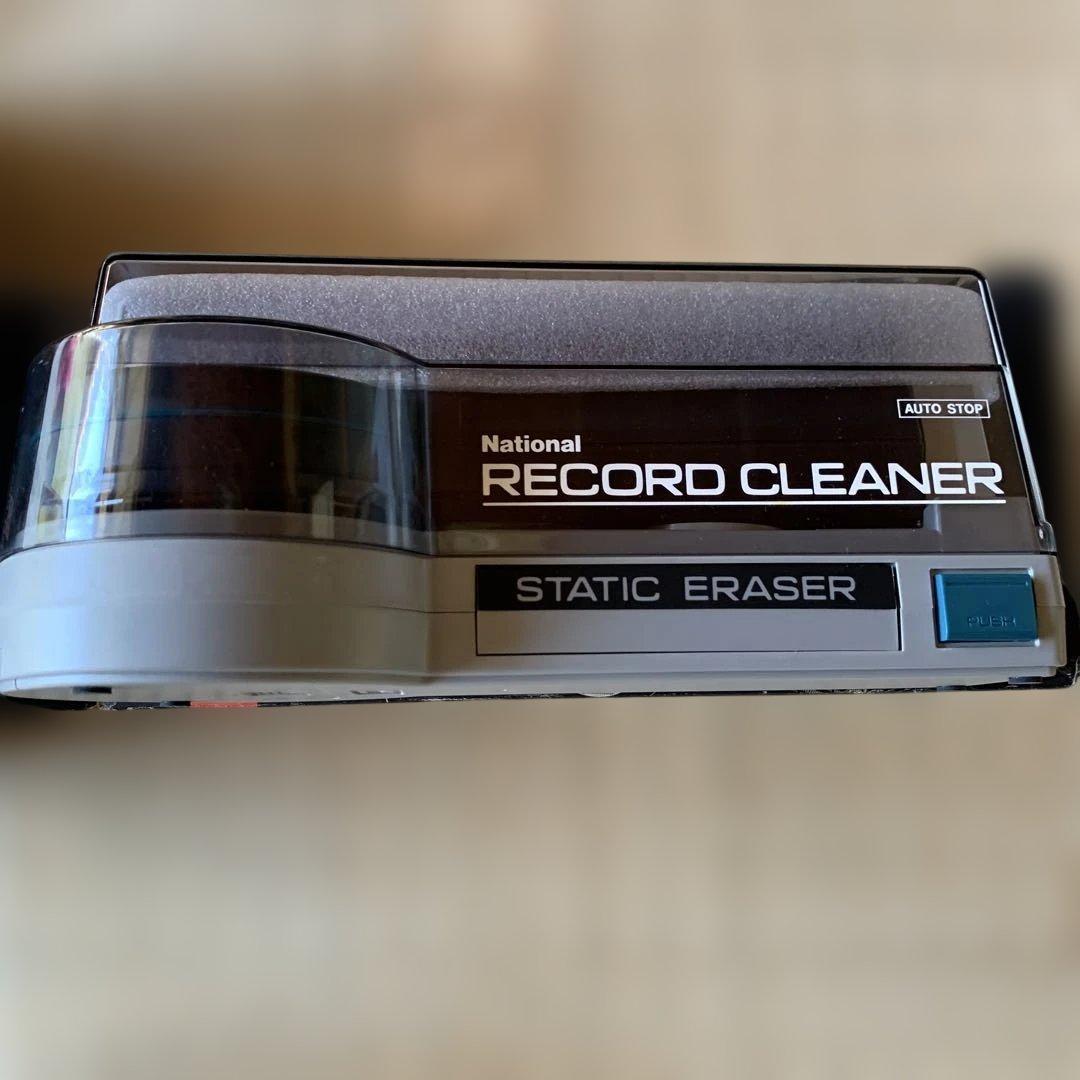 AUTO STOP
National
RECORD CLEANER
STATIC ERASER
PUSH